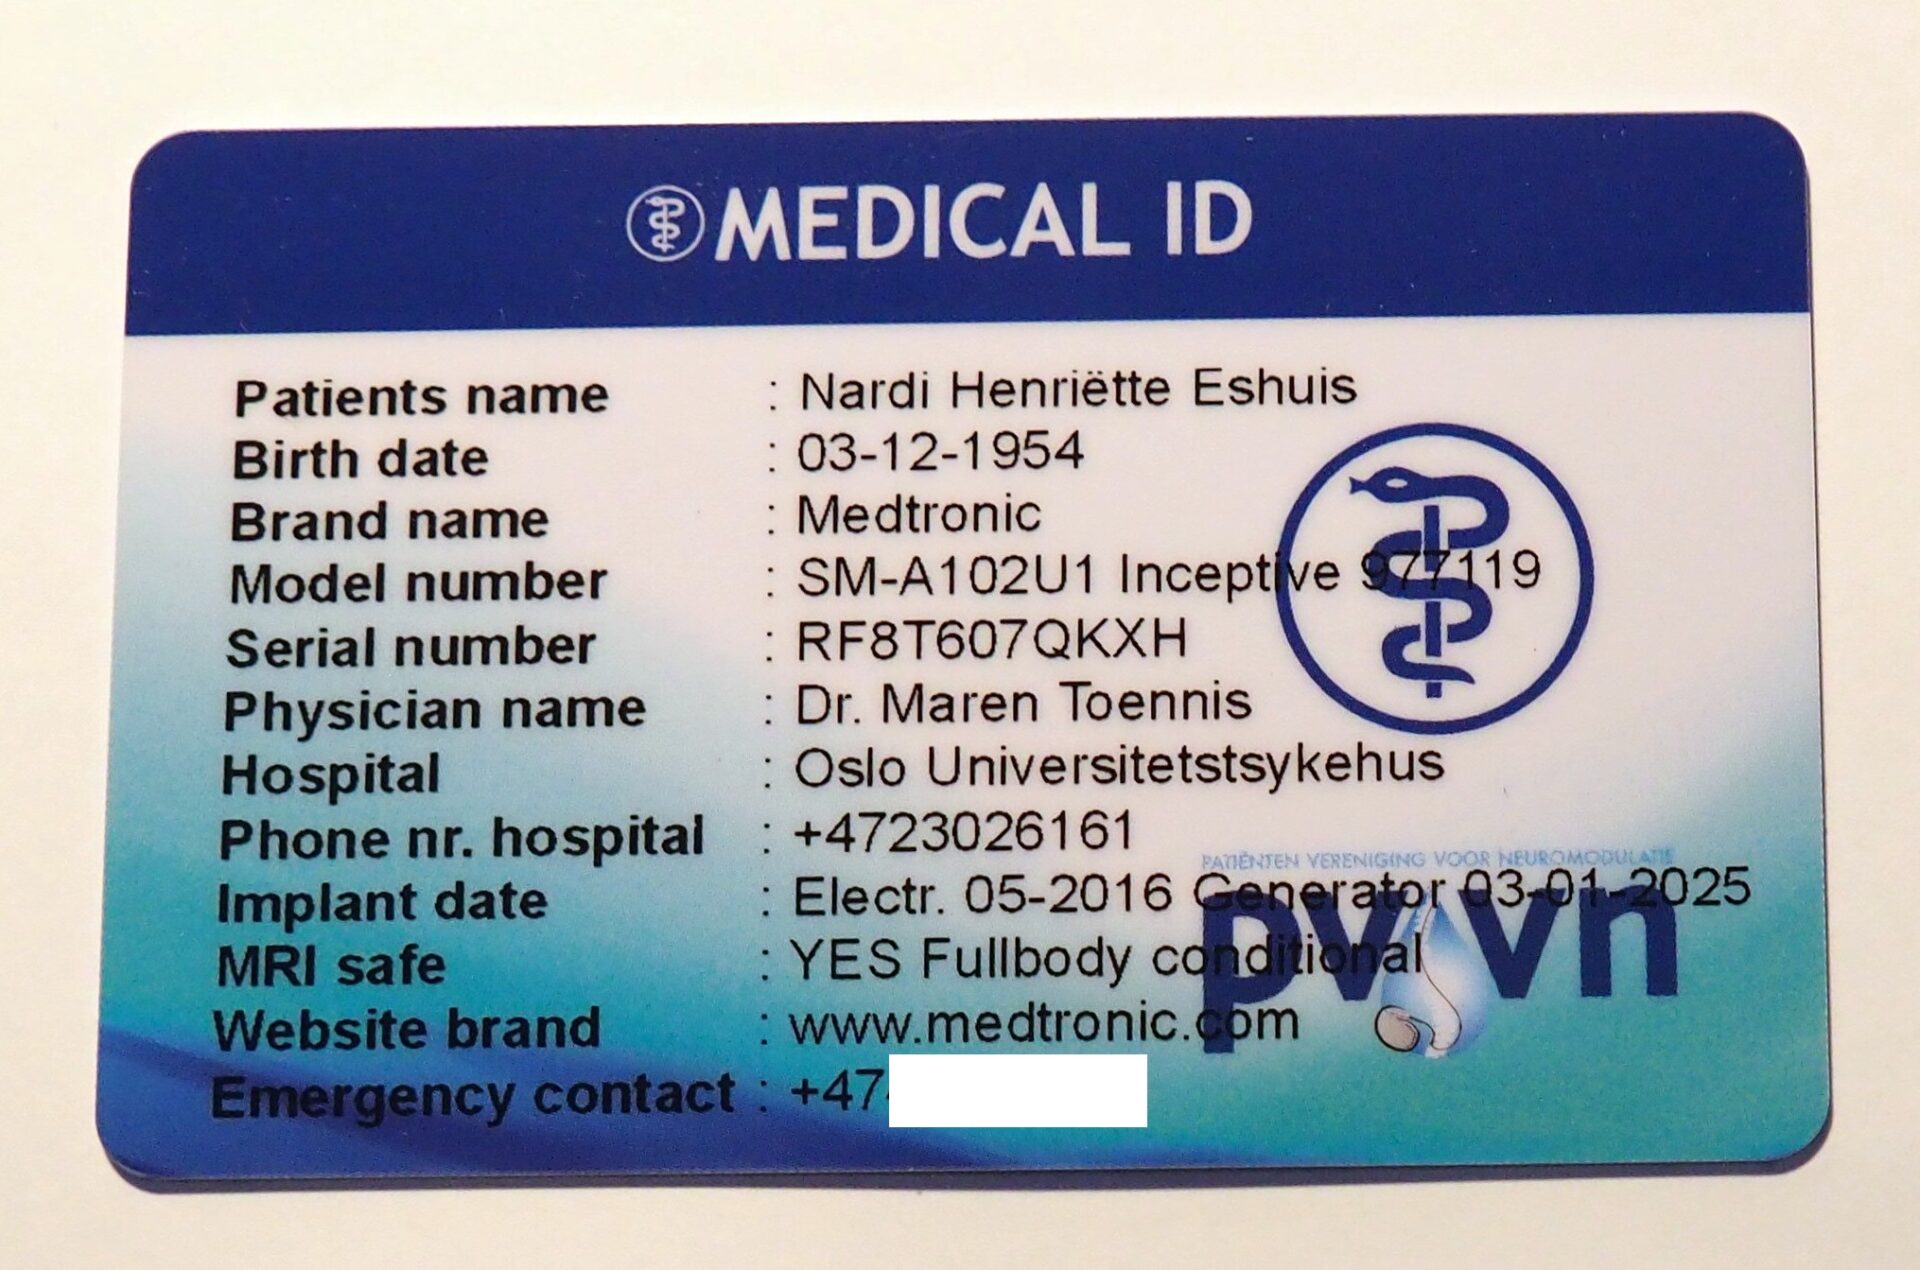 MEDICAL ID
Patients name : Nardi Henriëtte Eshuis
Birth date : 03-12-1954
Brand name : Medtronic
Model number : SM-A102U1 Inceptive 977119
Serial number : RF8T607QKXH
Physician name : Dr. Maren Toennis
Hospital : Oslo Universitetstsykehus
Phone nr. hospital : +4723026161
PATIËNTEN VERENIGING VOOR NEUROMODULATIE
Implant date : Electr. 05-2016 Generator 03-01-2025
pvvn
MRI safe : YES Fullbody conditional
Website brand : www.medtronic.com
Emergency contact : +47